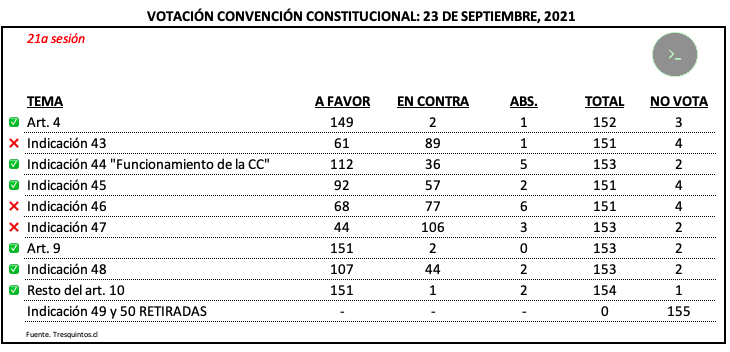 VOTACIÓN CONVENCIÓN CONSTITUCIONAL: 23 DE SEPTIEMBRE, 2021
21a sesión
>_
TEMA A FAVOR EN CONTRA ABS. TOTAL NO VOTA
Art. 4 149 2 1 152 3
Indicación 43 61 89 1 151 4
Indicación 44 "Funcionamiento de la CC" 112 36 5 153 2
Indicación 45 92 57 2 151 4
Indicación 46 68 77 6 151 4
Indicación 47 44 106 3 153 2
Art. 9 151 2 0 153 2
Indicación 48 107 44 2 153 2
Resto del art. 10 151 1 2 154 1
Indicación 49 y 50 RETIRADAS - - - 0 155
Fuente. Tresquintos.cl